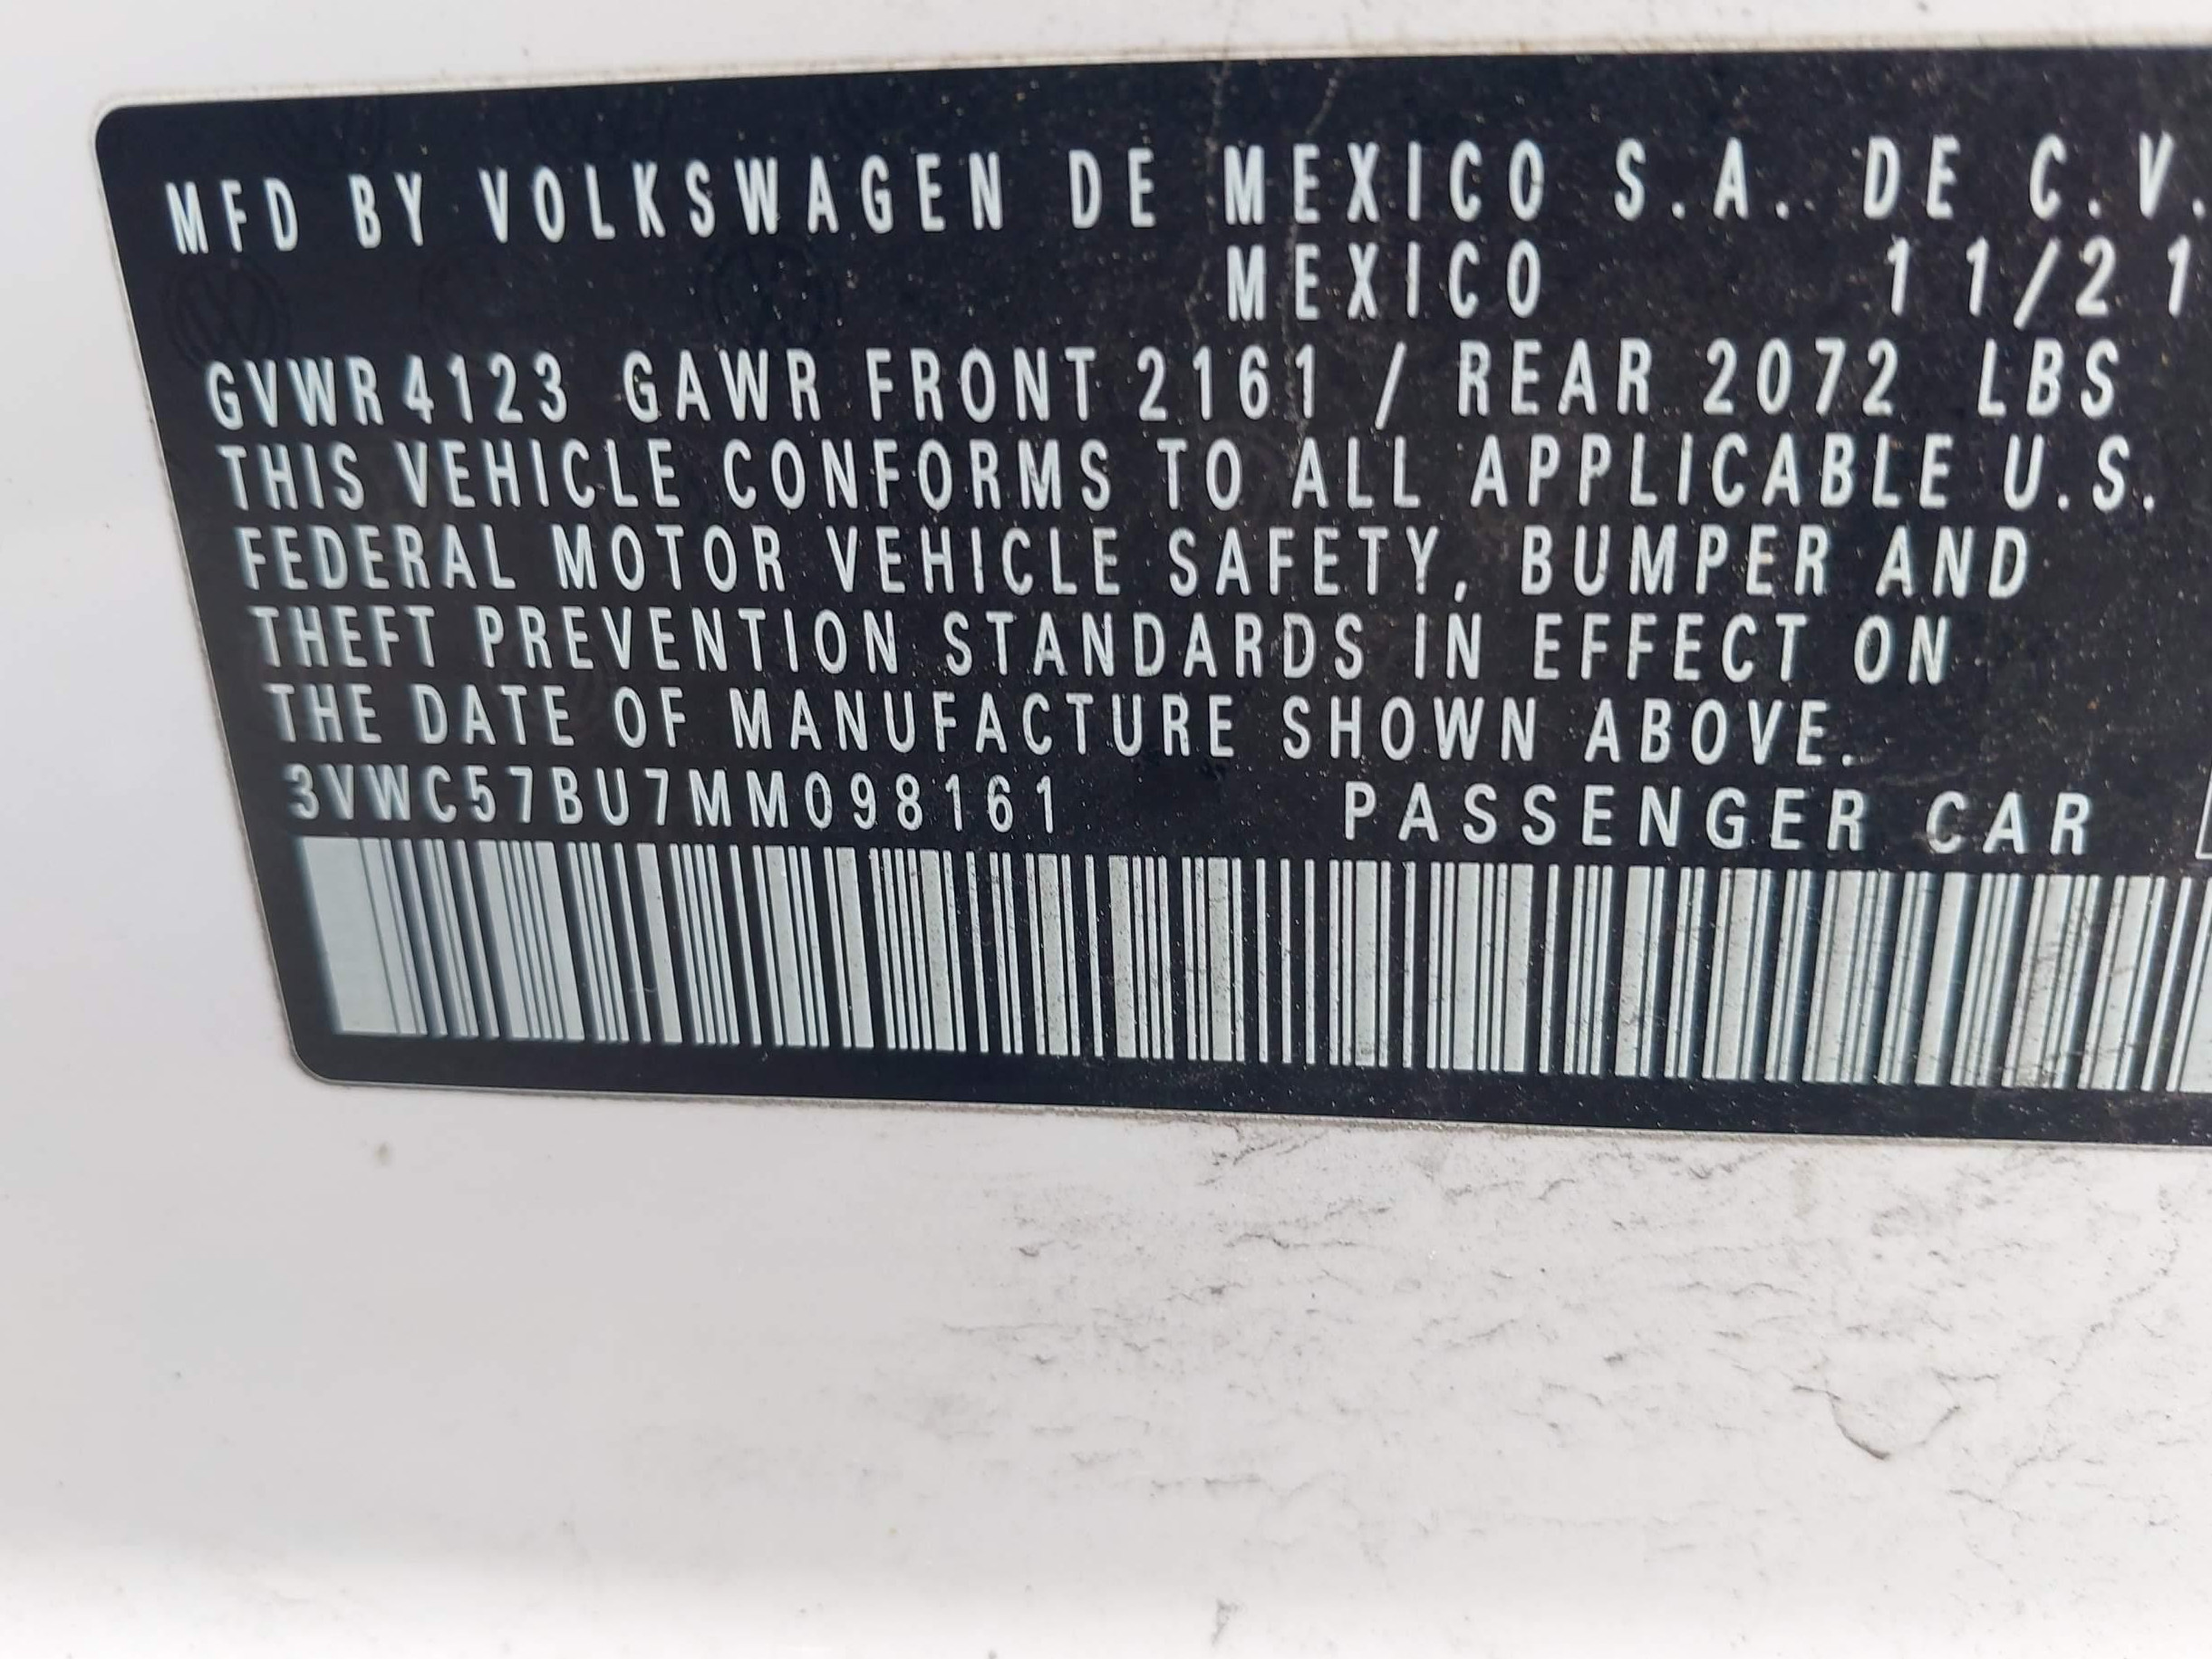 MFD BY VOLKSWAGEN DE MEXICO S.A. DE C.V.
MEXICO 11/21
GVWR 4123 GAWR FRONT 2161 / REAR 2072 LBS
THIS VEHICLE CONFORMS TO ALL APPLICABLE U.S.
FEDERAL MOTOR VEHICLE SAFETY, BUMPER AND
THEFT PREVENTION STANDARDS IN EFFECT ON
THE DATE OF MANUFACTURE SHOWN ABOVE.
3VWC57BU7MM098161 PASSENGER CAR